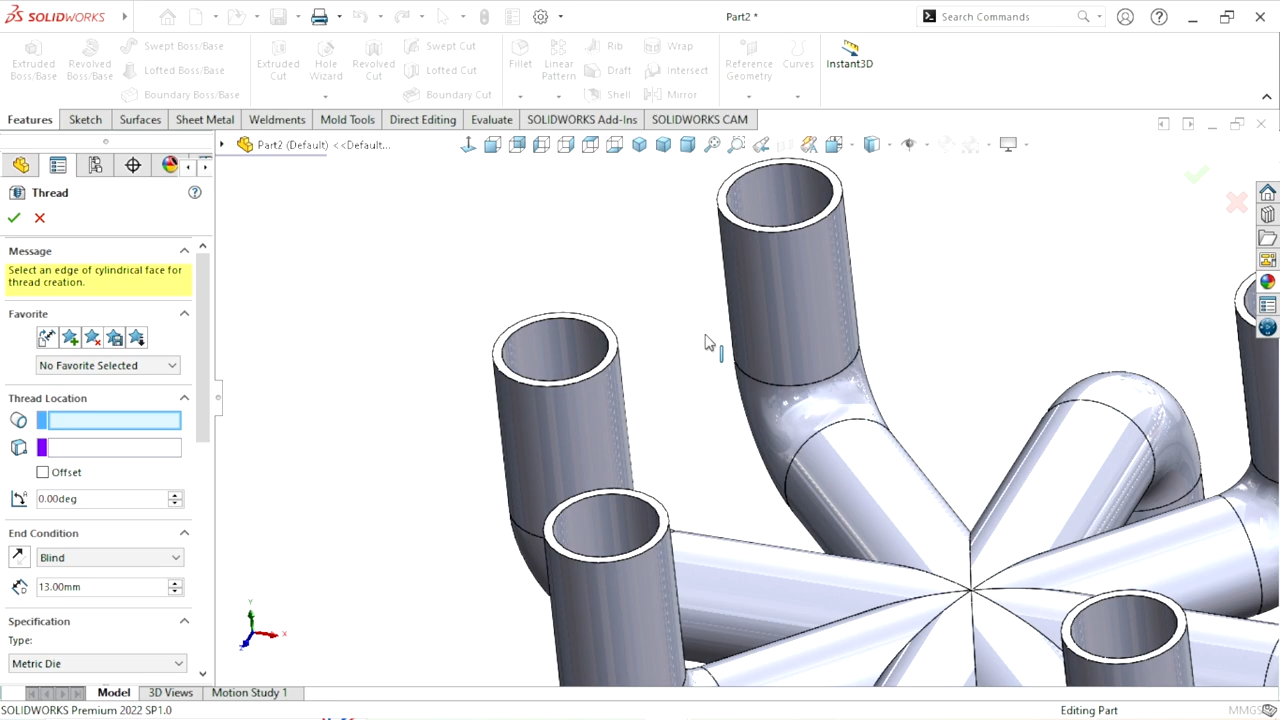 SOLIDWORKS
Part2 *
Search Commands
Extruded Boss/Base
Revolved Boss/Base
Swept Boss/Base
Lofted Boss/Base
Boundary Boss/Base
Extruded Cut
Hole Wizard
Revolved Cut
Swept Cut
Lofted Cut
Boundary Cut
Fillet
Linear Pattern
Rib
Draft
Shell
Wrap
Intersect
Mirror
Reference Geometry
Curves
Instant3D
Features
Sketch
Surfaces
Sheet Metal
Weldments
Mold Tools
Direct Editing
Evaluate
SOLIDWORKS Add-Ins
SOLIDWORKS CAM
Part2 (Default) <<Default...
Thread
Message
Select an edge of cylindrical face for
thread creation.
Favorite
No Favorite Selected
Thread Location
Offset
0.00deg
End Condition
Blind
13.00mm
Specification
Type:
Metric Die
Y
X
Z
Model
3D Views
Motion Study 1
SOLIDWORKS Premium 2022 SP1.0
Editing Part
MMGS